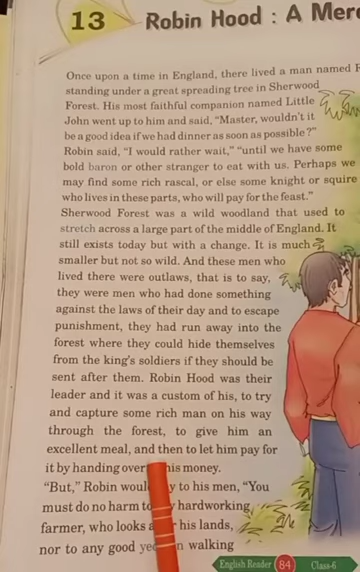 13
Robin Hood : A Mer
Once upon a time in England, there lived a man named
standing under a great spreading tree in Sherwood
Forest. His most faithful companion named Little
John went up to him and said, "Master, wouldn't it
be a good idea if we had dinner as soon as possible?"
Robin said, "I would rather wait," "until we have some
bold baron or other stranger to eat with us. Perhaps we
may find some rich rascal, or else some knight or squire
who lives in these parts, who will pay for the feast."
Sherwood Forest was a wild woodland that used to
stretch across a large part of the middle of England. It
still exists today but with a change. It is much
smaller but not so wild. And these men who
lived there were outlaws, that is to say,
they were men who had done something
against the laws of their day and to escape
punishment, they had run away into the
forest where they could hide themselves
from the king's soldiers if they should be
sent after them. Robin Hood was their
leader and it was a custom of his, to try
and capture some rich man on his way
through the forest, to give him an
excellent meal, and then to let him pay for
it by handing over his money.
"But," Robin to his men, "You
must do no harm to hardworking
farmer, who looks his lands,
nor to any good walking
English Reader 84 Class-6